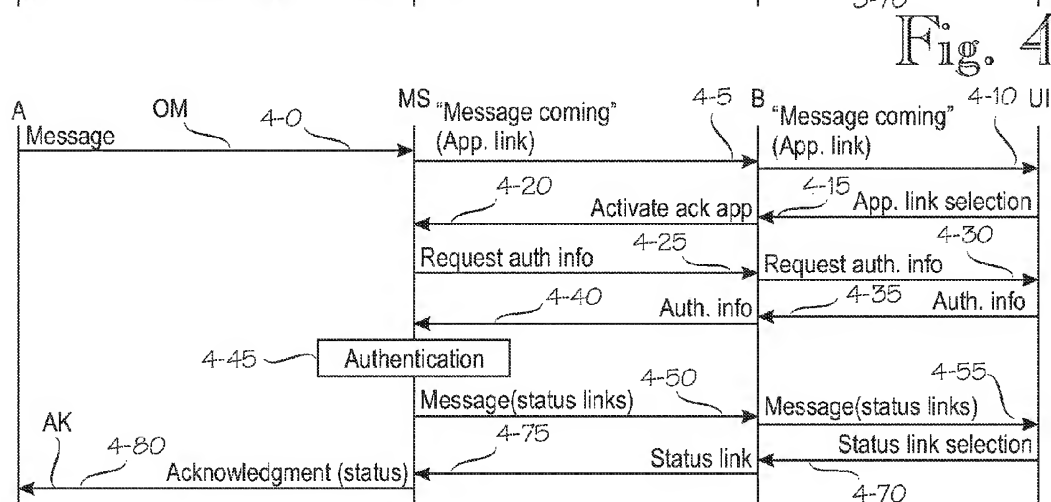 Fig. 4
A
OM
4-0
MS
"Message coming"
(App. link)
4-5
B
"Message coming"
(App. link)
4-10
UI
Message
4-20
Activate ack app
4-15
App. link selection
Request auth info
4-25
Request auth. info
4-30
4-40
Auth. info
4-35
Auth. info
4-45
Authentication
Message(status links)
4-50
Message(status links)
4-55
AK
4-80
Acknowledgment (status)
4-75
Status link
Status link selection
4-70